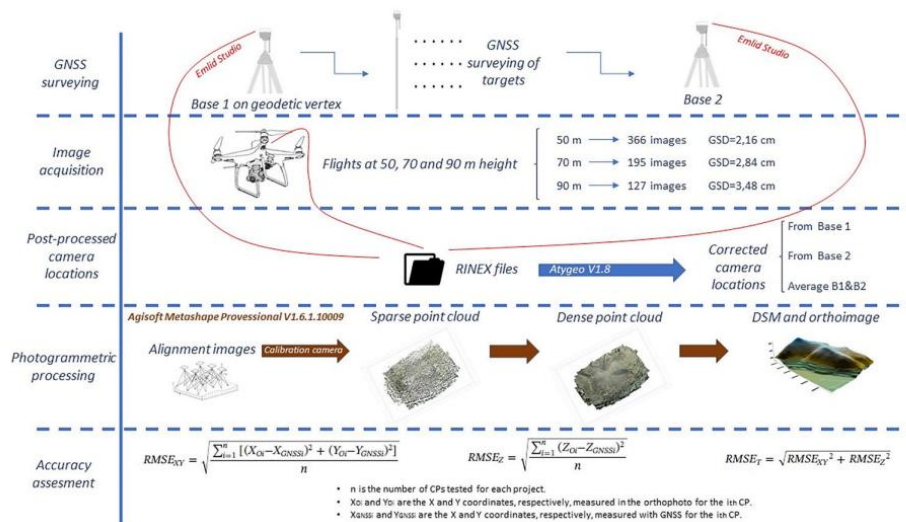 GNSS
surveying
Emlid Studio
Base 1 on geodetic vertex
GNSS
surveying of
targets
Base 2
Emlid Studio
Image
acquisition
Flights at 50, 70 and 90 m height
50 m 366 images GSD=2,16 cm
70 m 195 images GSD=2,84 cm
90 m 127 images GSD=3,48 cm
Post-processed
camera
locations
RINEX files
Atygeo V1.8
Corrected
camera
locations
From Base 1
From Base 2
Average B1&B2
Photogrammetric
processing
Agisoft Metashape Provessional V1.6.1.10009
Alignment images
Calibration camera
Sparse point cloud
Dense point cloud
DSM and orthoimage
Accuracy
assesment
RMSE_XY = √(∑_{i=1}^{n} [(X_Oi−X_GNSSi)² + (Y_Oi−Y_GNSSi)²] / n)
RMSE_Z = √(∑_{i=1}^{n} (Z_Oi−Z_GNSSi)² / n)
RMSE_T = √(RMSE_XY² + RMSE_Z²)
• n is the number of CPs tested for each project.
• XOi and YOi are the X and Y coordinates, respectively, measured in the orthophoto for the ith CP.
• XGNSSi and YGNSSi are the X and Y coordinates, respectively, measured with GNSS for the ith CP.